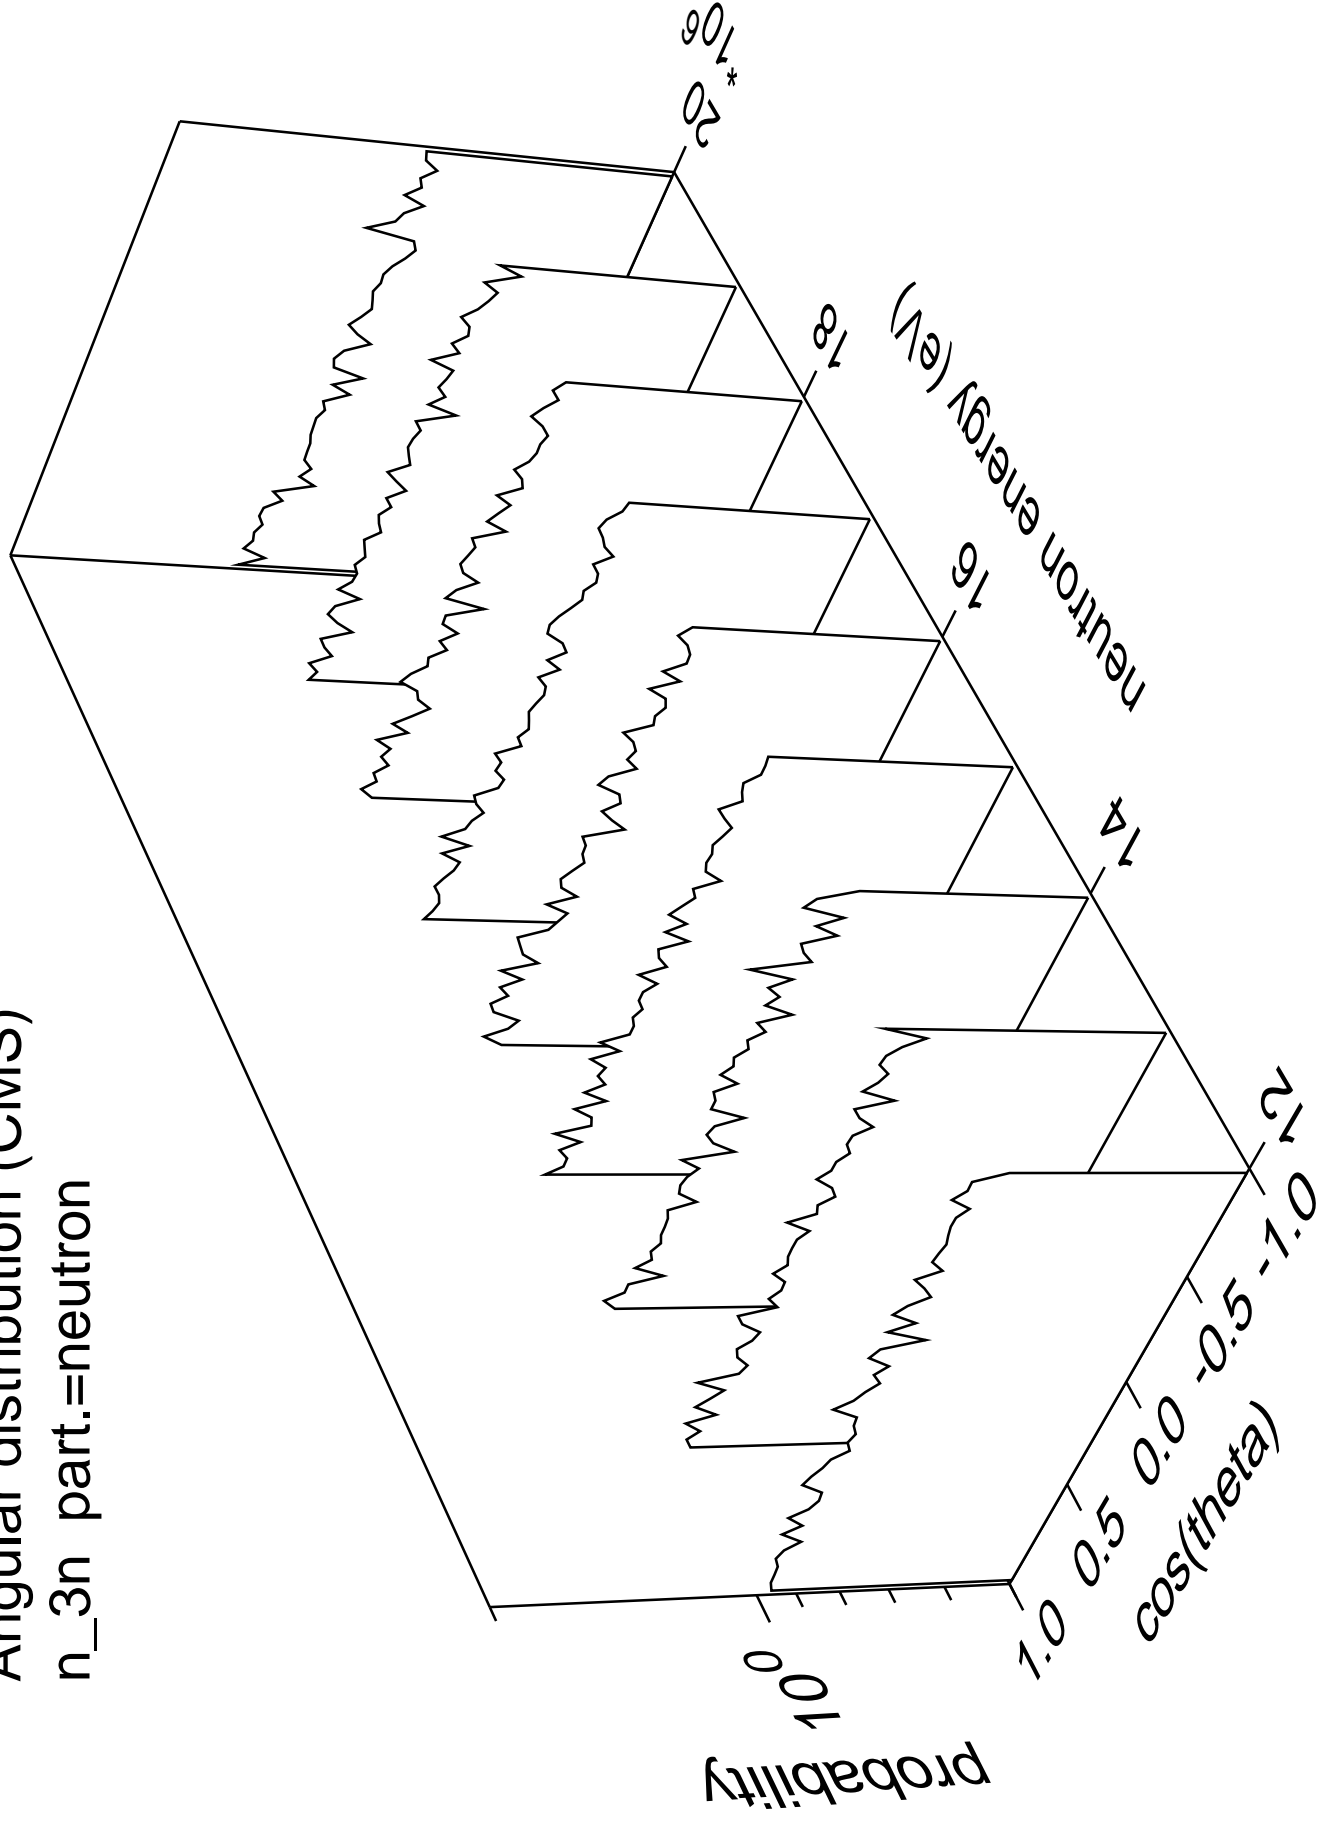 Angular distribution (CMS)
n_3n part.=neutron
probability
10 0
1.0 0.5 0.0 -0.5 -1.0
cos(theta)
12 14 16 18 20
*10 6
neutron energy (eV)